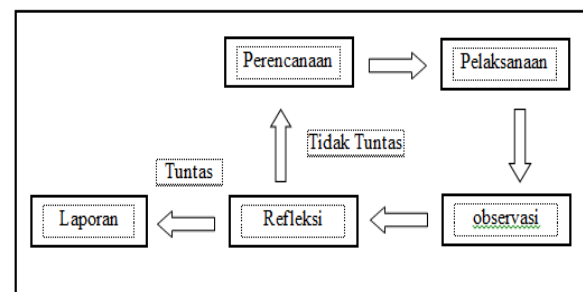 Perencanaan
Pelaksanaan
Tidak Tuntas
Tuntas
Laporan
Refleksi
observasi